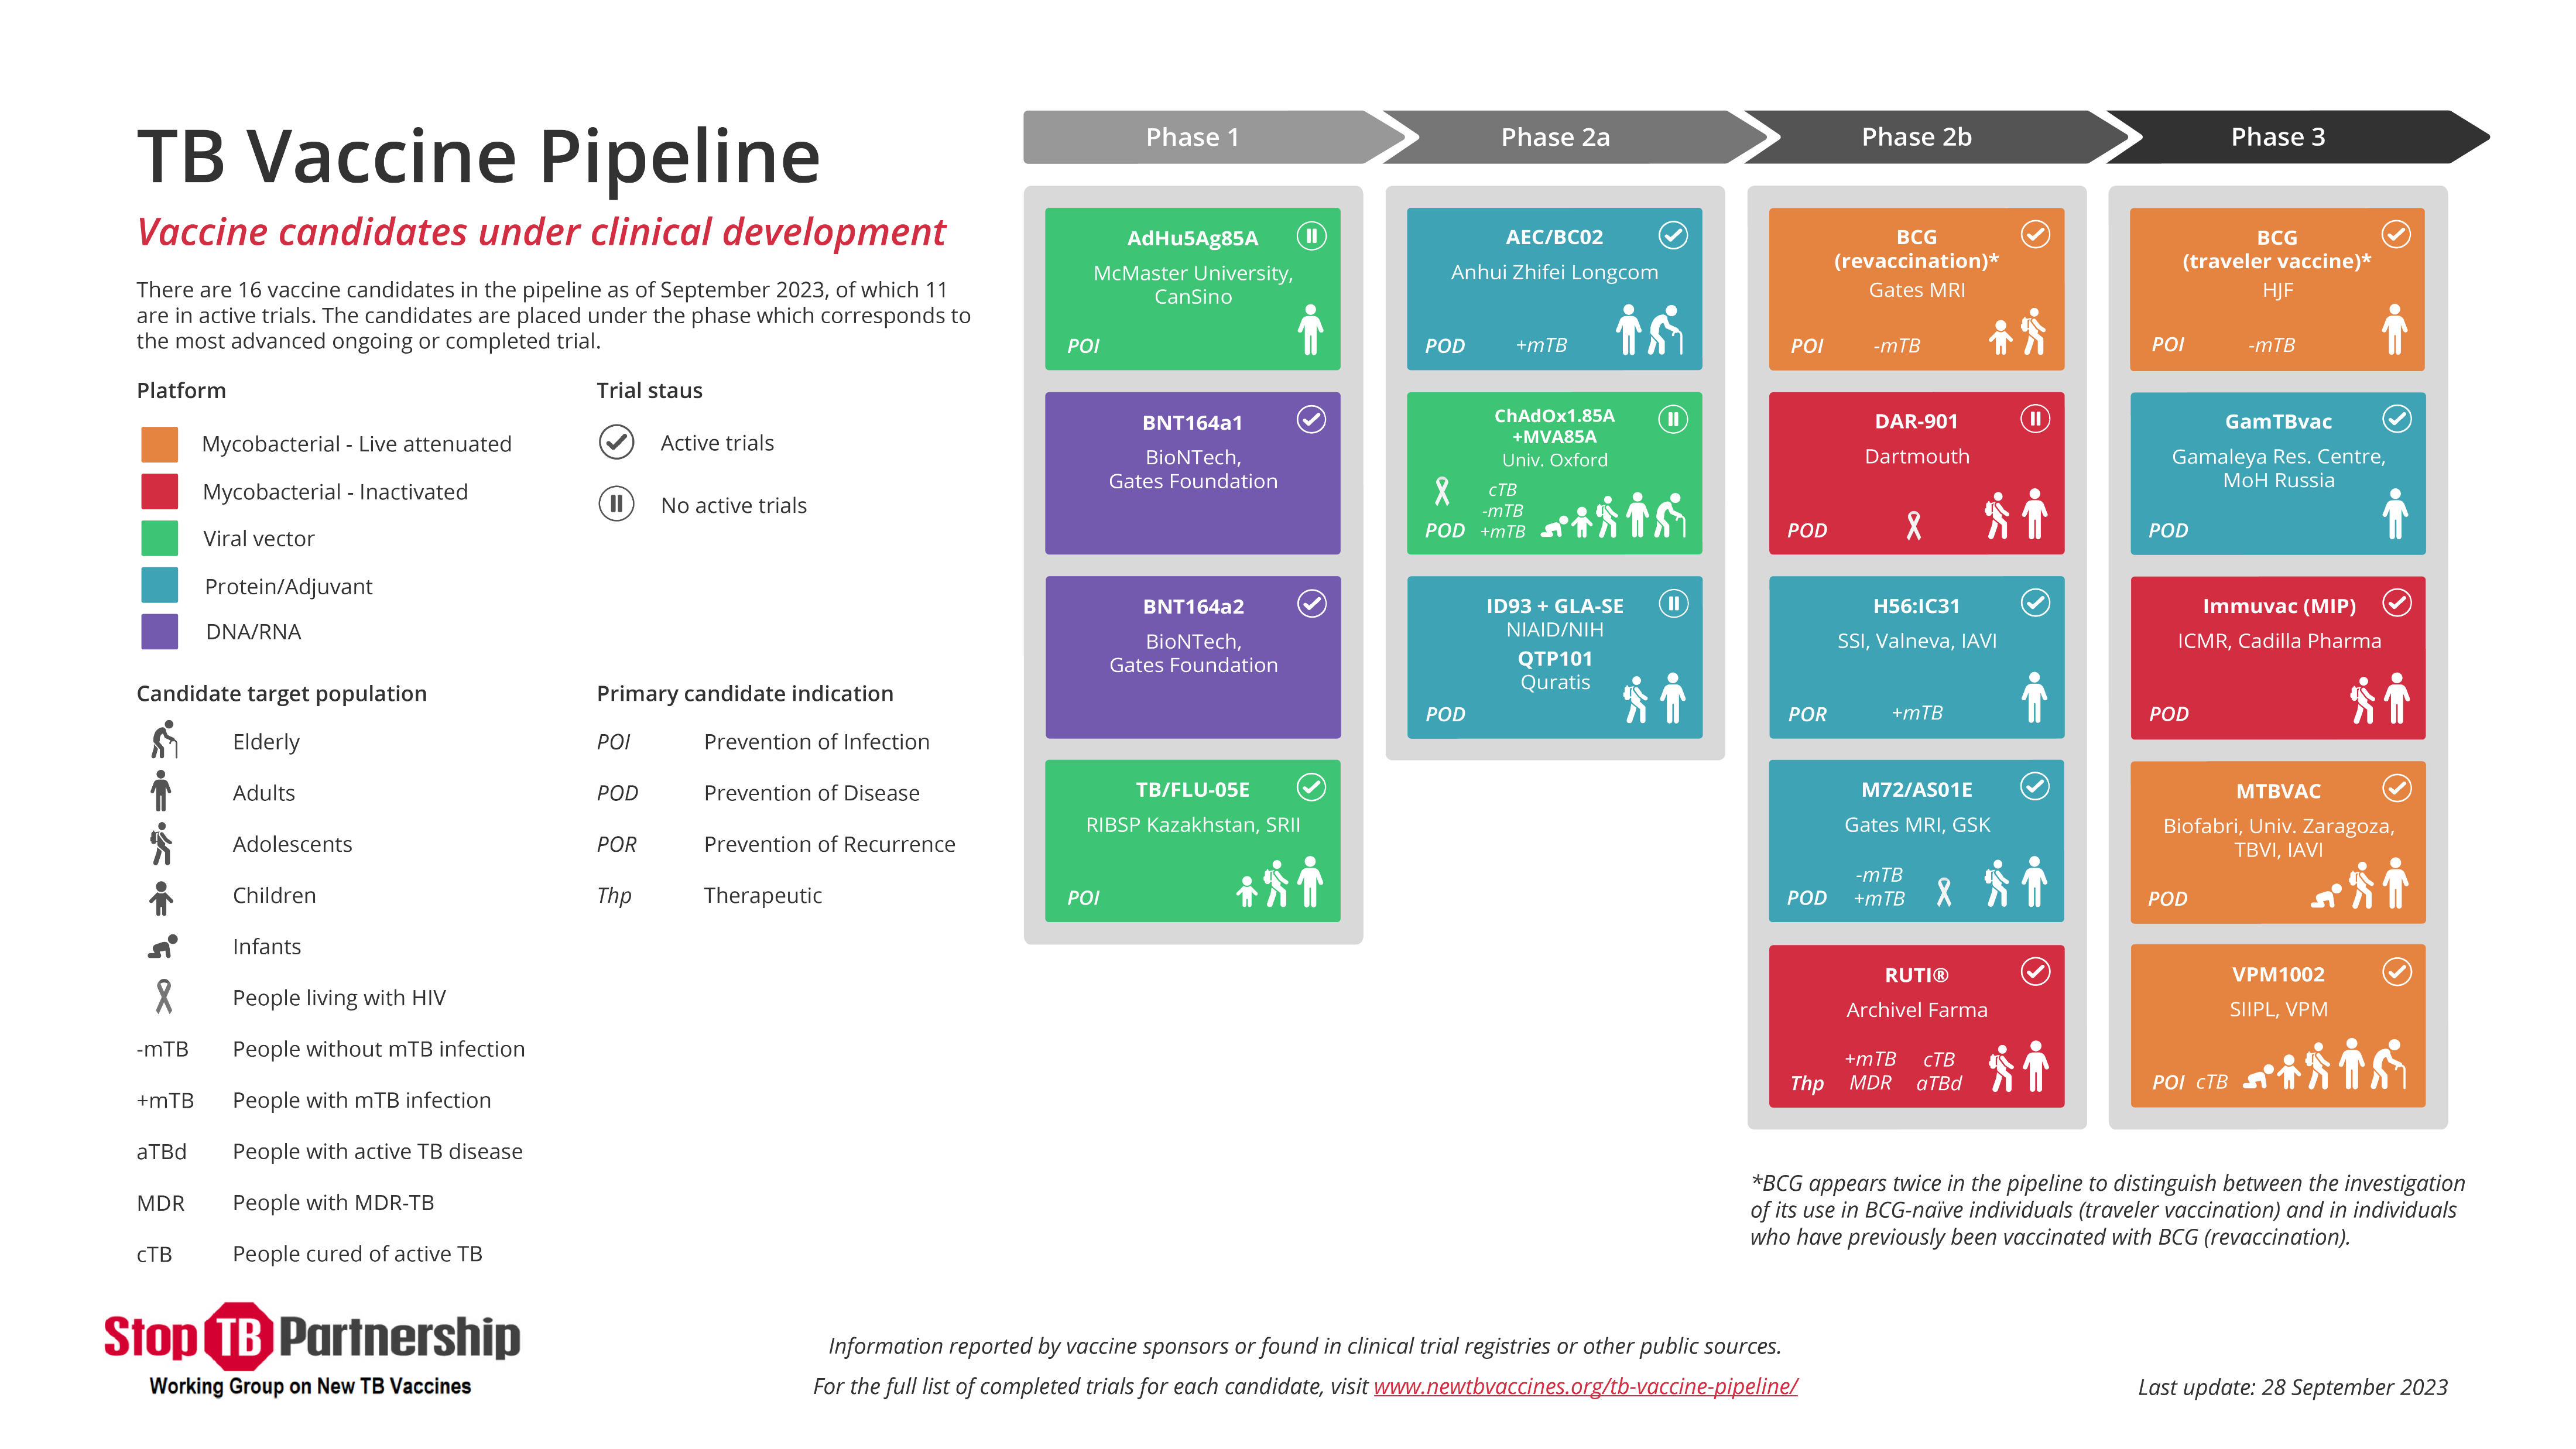 TB Vaccine Pipeline
Vaccine candidates under clinical development
There are 16 vaccine candidates in the pipeline as of September 2023, of which 11
are in active trials. The candidates are placed under the phase which corresponds to
the most advanced ongoing or completed trial.
Platform
Mycobacterial - Live attenuated
Mycobacterial - Inactivated
Viral vector
Protein/Adjuvant
DNA/RNA
Trial staus
Active trials
No active trials
Candidate target population
Elderly
Adults
Adolescents
Children
Infants
People living with HIV
-mTB People without mTB infection
+mTB People with mTB infection
aTBd People with active TB disease
MDR People with MDR-TB
cTB People cured of active TB
Primary candidate indication
POI Prevention of Infection
POD Prevention of Disease
POR Prevention of Recurrence
Thp Therapeutic
Phase 1
AdHu5Ag85A
McMaster University,
CanSino
POI
BNT164a1
BioNTech,
Gates Foundation
BNT164a2
BioNTech,
Gates Foundation
TB/FLU-05E
RIBSP Kazakhstan, SRII
POI
Phase 2a
AEC/BC02
Anhui Zhifei Longcom
POD +mTB
ChAdOx1.85A
+MVA85A
Univ. Oxford
cTB
-mTB
POD +mTB
ID93 + GLA-SE
NIAID/NIH
QTP101
Quratis
POD
Phase 2b
BCG
(revaccination)*
Gates MRI
POI -mTB
DAR-901
Dartmouth
POD
H56:IC31
SSI, Valneva, IAVI
POR +mTB
M72/AS01E
Gates MRI, GSK
-mTB
POD +mTB
RUTI®
Archivel Farma
+mTB cTB
Thp MDR aTBd
Phase 3
BCG
(traveler vaccine)*
HJF
POI -mTB
GamTBvac
Gamaleya Res. Centre,
MoH Russia
POD
Immuvac (MIP)
ICMR, Cadilla Pharma
POD
MTBVAC
Biofabri, Univ. Zaragoza,
TBVI, IAVI
POD
VPM1002
SIIPL, VPM
POI cTB
*BCG appears twice in the pipeline to distinguish between the investigation
of its use in BCG-naïve individuals (traveler vaccination) and in individuals
who have previously been vaccinated with BCG (revaccination).
Stop TB Partnership
Working Group on New TB Vaccines
Information reported by vaccine sponsors or found in clinical trial registries or other public sources.
For the full list of completed trials for each candidate, visit www.newtbvaccines.org/tb-vaccine-pipeline/
Last update: 28 September 2023